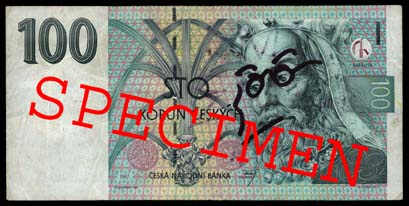 100
STO
KORUN ČESKÝCH
SPECIMEN
100
ČESKÁ NÁRODNÍ BANKA